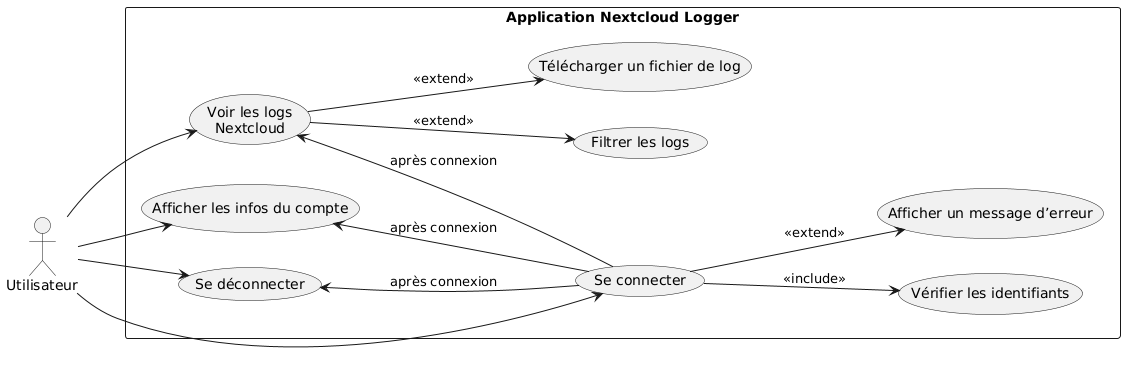 Application Nextcloud Logger
Télécharger un fichier de log
«extend»
Voir les logs
Nextcloud
«extend»
Filtrer les logs
après connexion
Afficher les infos du compte
Afficher un message d’erreur
après connexion
«extend»
Utilisateur
Se déconnecter
après connexion
Se connecter
«include»
Vérifier les identifiants